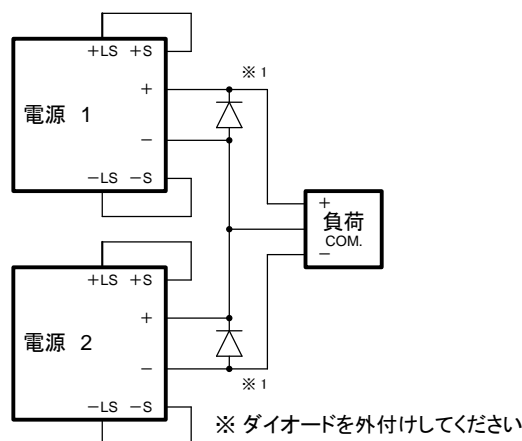 +LS +S
※1
+
電源 1
−
−LS −S
+
負荷
COM.
−
+LS +S
+
電源 2
−
※1
−LS −S
※ ダイオードを外付けしてください